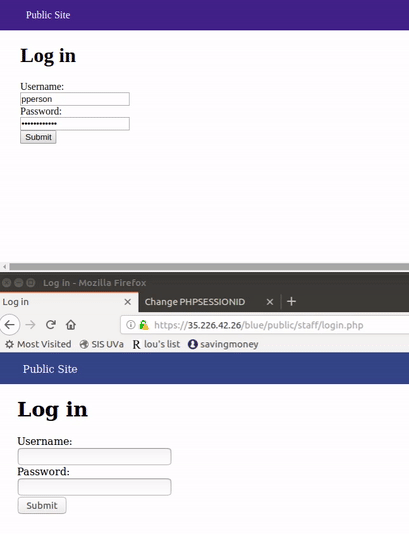 Public Site
Log in
Username:
pperson
Password:
••••••••••••
Submit
Log in - Mozilla Firefox
Log in
Change PHPSESSIONID
https://35.226.42.26/blue/public/staff/login.php
Most Visited SIS UVa lou's list savingmoney
Public Site
Log in
Username:
Password:
Submit